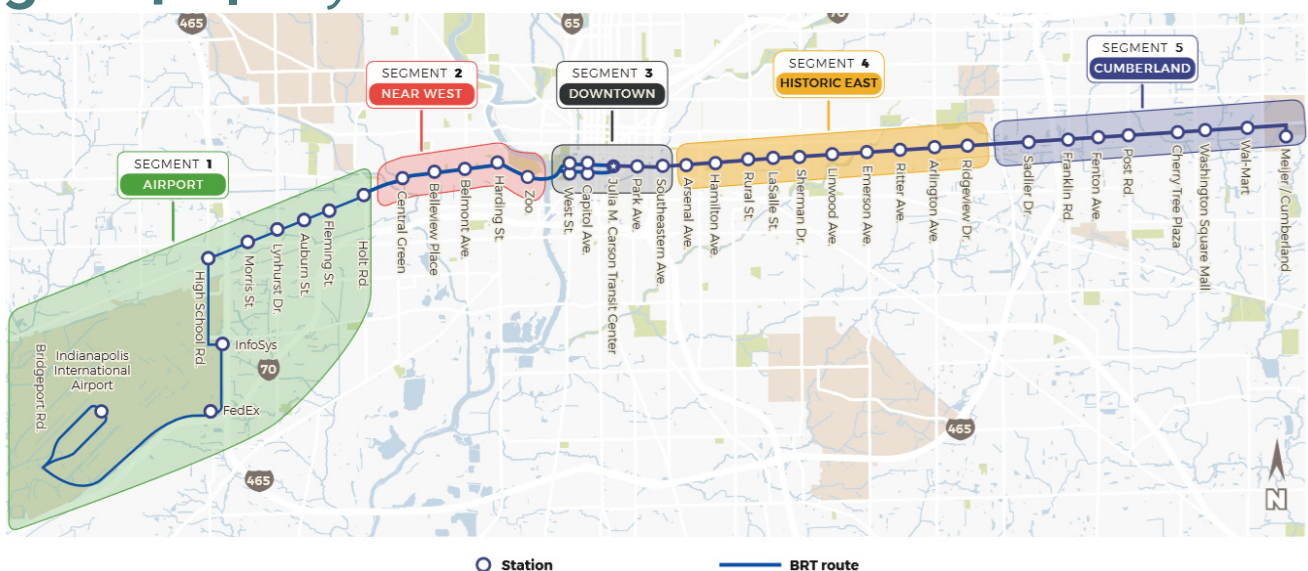 465
65
70
SEGMENT 5
CUMBERLAND
SEGMENT 4
HISTORIC EAST
SEGMENT 2
NEAR WEST
SEGMENT 3
DOWNTOWN
SEGMENT 1
AIRPORT
Bridgeport Rd.
Indianapolis
International
Airport
FedEx
InfoSys
70
High School Rd.
Morris St.
Lynhurst Dr.
Auburn St.
Fleming St.
Holt Rd.
Central Green
Belleview Place
Belmont Ave.
Harding St.
Zoo
West St.
Capitol Ave.
Julia M. Carson Transit Center
Park Ave.
Southeastern Ave.
Arsenal Ave.
Hamilton Ave.
Rural St.
LaSalle St.
Sherman Dr.
Linwood Ave.
Emerson Ave.
Ritter Ave.
Arlington Ave.
Ridgeview Dr.
Sadlier Dr.
Franklin Rd.
Fenton Ave.
Post Rd.
Cherry Tree Plaza
Washington Square Mall
Wal-Mart
Meijer/Cumberland
465
465
N
Station
BRT route